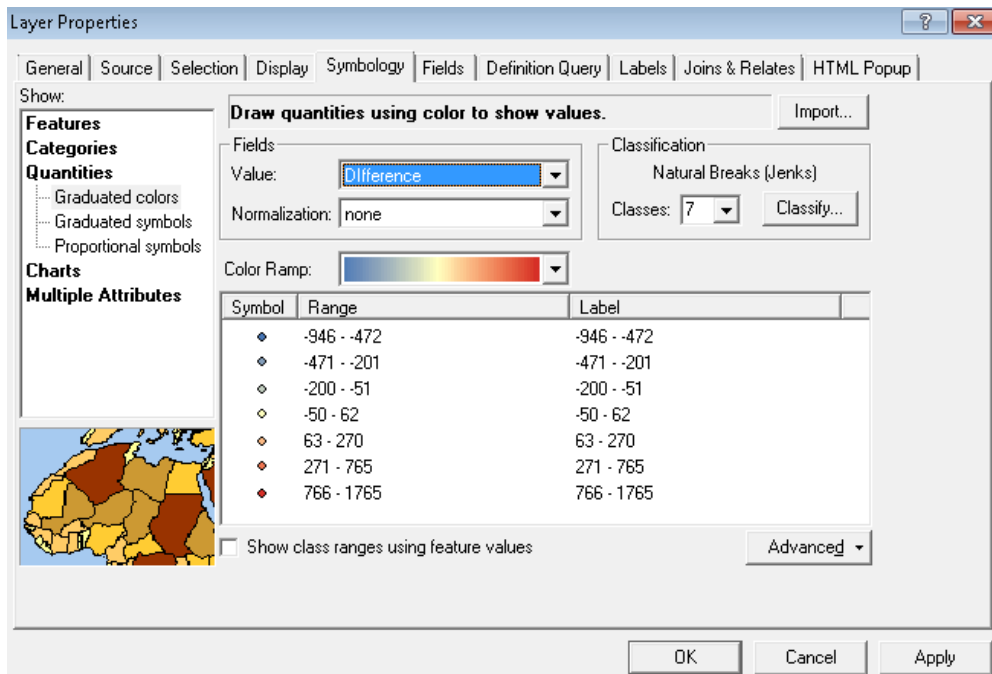 Layer Properties
General Source Selection Display Symbology Fields Definition Query Labels Joins & Relates HTML Popup
Show:
Features
Categories
Quantities
Graduated colors
Graduated symbols
Proportional symbols
Charts
Multiple Attributes
Draw quantities using color to show values.
Import...
Fields
Value: DIfference
Normalization: none
Classification
Natural Breaks (Jenks)
Classes: 7 Classify...
Color Ramp:
Symbol Range Label
-946 - -472 -946 - -472
-471 - -201 -471 - -201
-200 - -51 -200 - -51
-50 - 62 -50 - 62
63 - 270 63 - 270
271 - 765 271 - 765
766 - 1765 766 - 1765
Show class ranges using feature values
Advanced
OK Cancel Apply